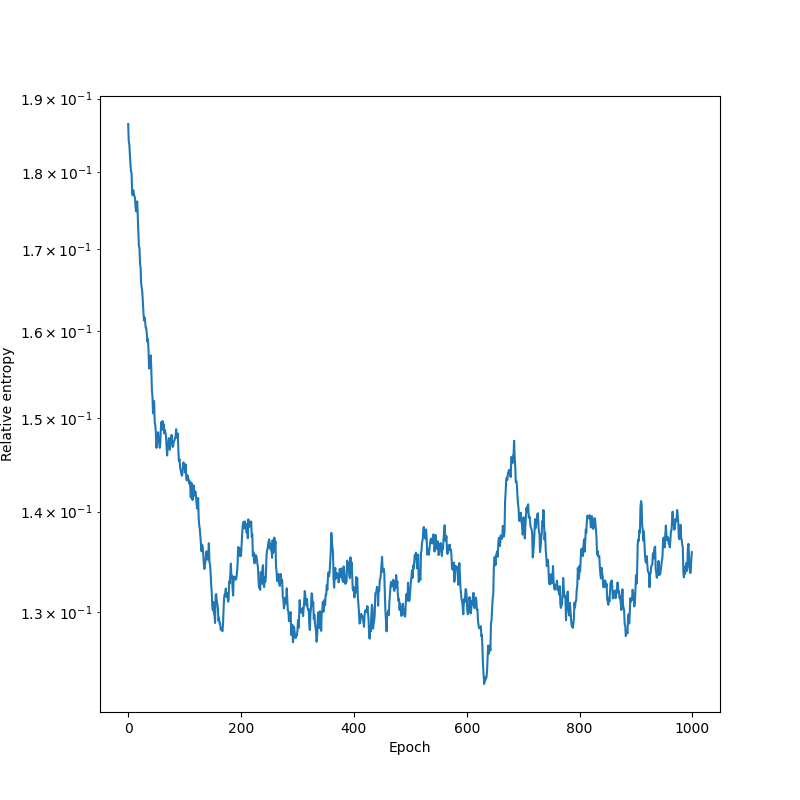 1.9 × 10⁻¹
1.8 × 10⁻¹
1.7 × 10⁻¹
1.6 × 10⁻¹
1.5 × 10⁻¹
1.4 × 10⁻¹
1.3 × 10⁻¹
Relative entropy
0 200 400 600 800 1000
Epoch